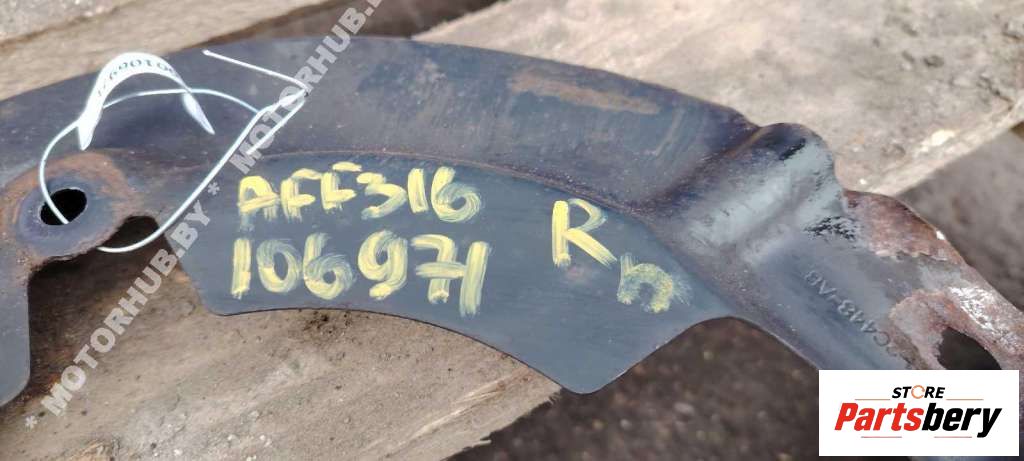 AFF316
106971
R
п
* MOTORHUB.BY * MOTORHUB.BY
STORE
Partsbery